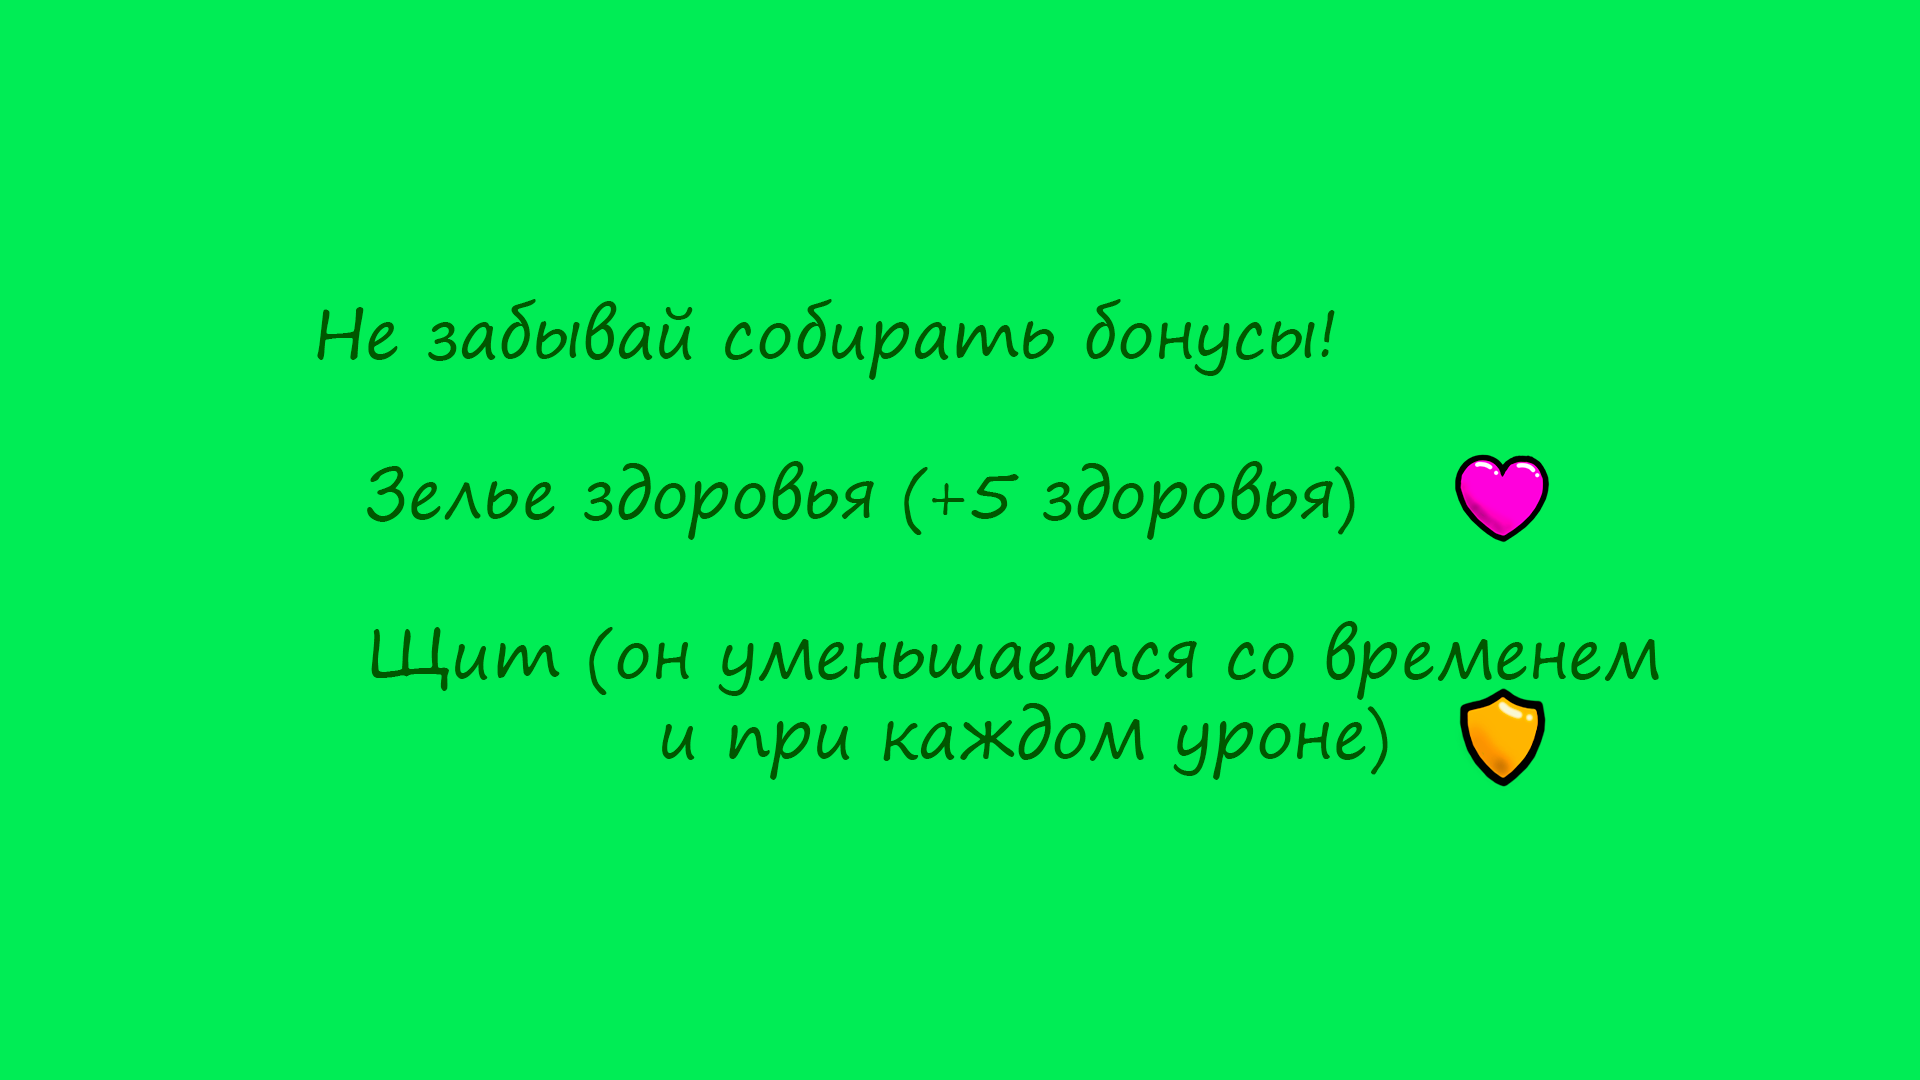 Не забывай собирать бонусы!
Зелье здоровья (+5 здоровья)
Щит (он уменьшается со временем
и при каждом уроне)